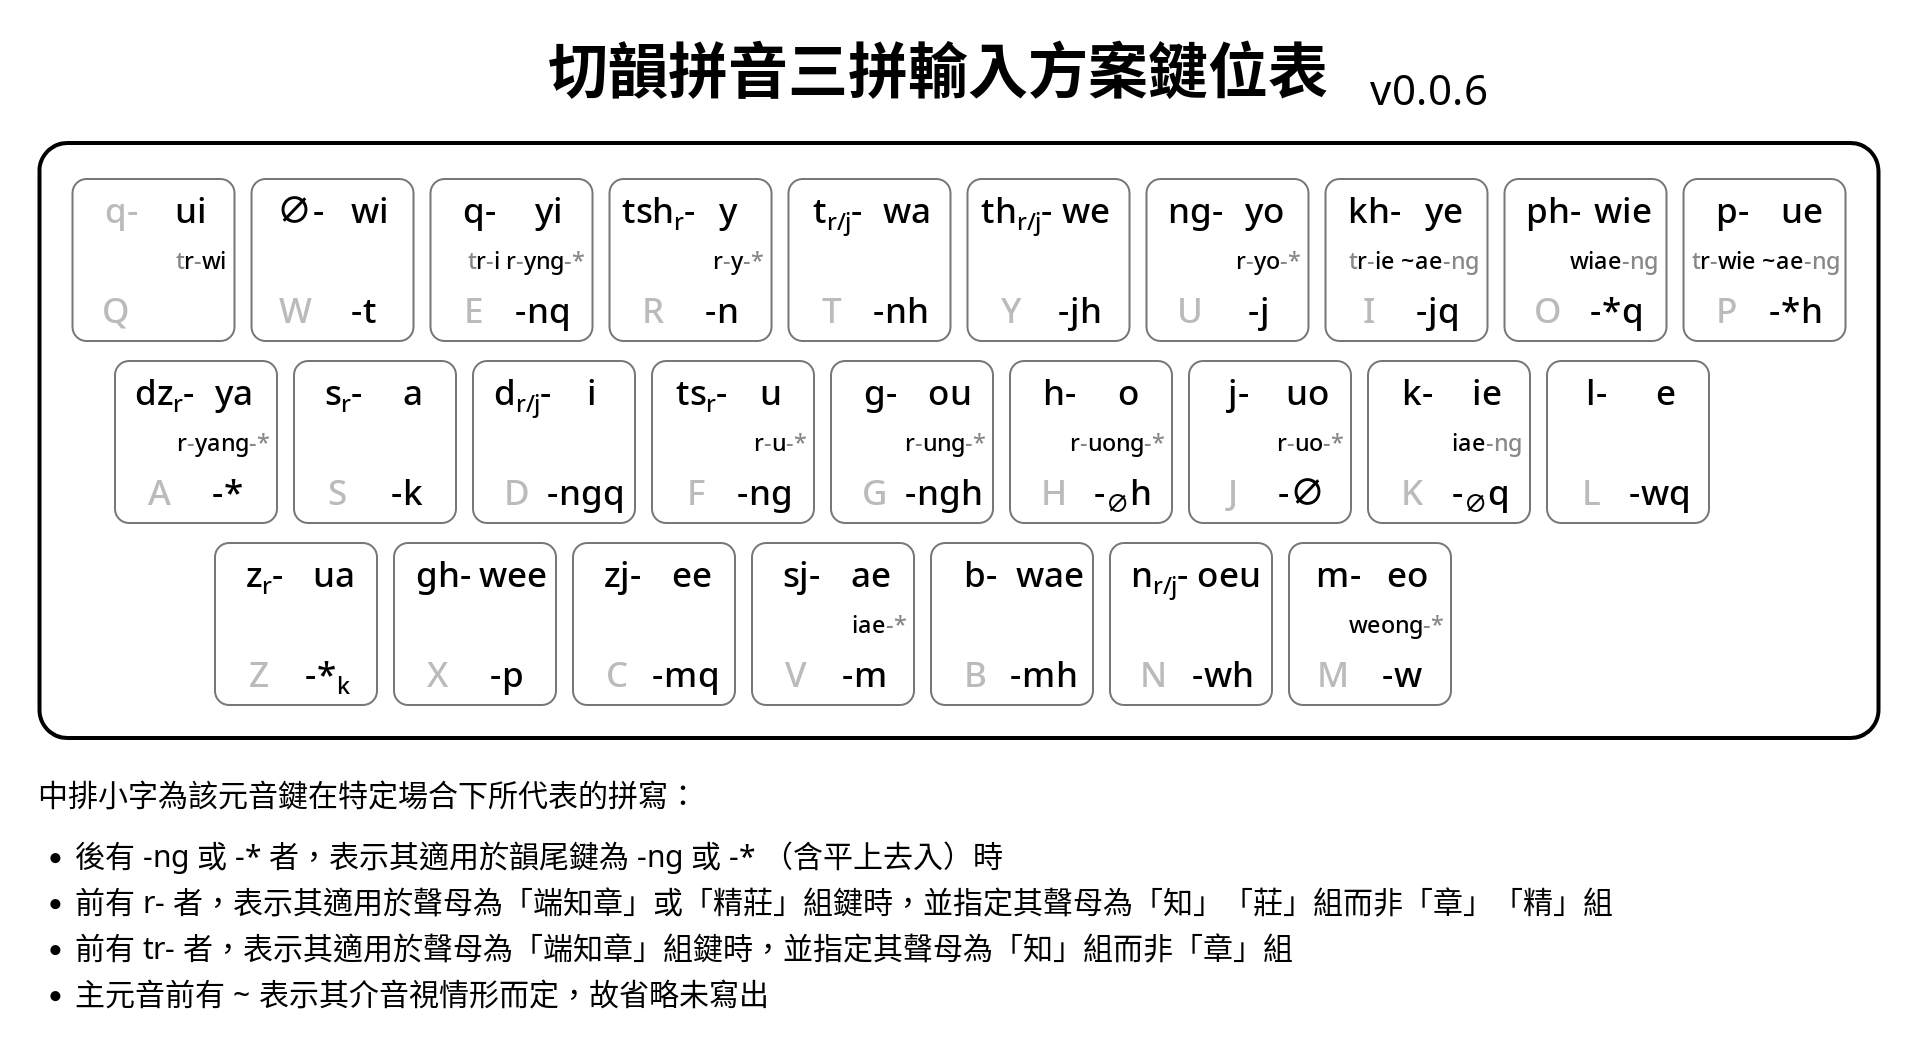 切韻拼音三拼輸入方案鍵位表 v0.0.6
q- ui ∅- wi q- yi tshr- y tr/j- wa thr/j- we ng- yo kh- ye ph- wie p- ue
tr-wi tr-i r-yng-* r-y-* r-yo-* tr-ie ~ae-ng wiae-ng tr-wie ~ae-ng
Q W -t E -nq R -n T -nh Y -jh U -j I -jq O -*q P -*h
dzr- ya sr- a dr/j- i tsr- u g- ou h- o j- uo k- ie l- e
r-yang-* r-u-* r-ung-* r-uong-* r-uo-* iae-ng
A -* S -k D -ngq F -ng G -ngh H -∅h J -∅ K -∅q L -wq
zr- ua gh- wee zj- ee sj- ae b- wae nr/j- oeu m- eo
iae-* weong-*
Z -*k X -p C -mq V -m B -mh N -wh M -w
中排小字為該元音鍵在特定場合下所代表的拼寫：
• 後有 -ng 或 -* 者，表示其適用於韻尾鍵為 -ng 或 -* （含平上去入）時
• 前有 r- 者，表示其適用於聲母為「端知章」或「精莊」組鍵時，並指定其聲母為「知」「莊」組而非「章」「精」組
• 前有 tr- 者，表示其適用於聲母為「端知章」組鍵時，並指定其聲母為「知」組而非「章」組
• 主元音前有 ~ 表示其介音視情形而定，故省略未寫出